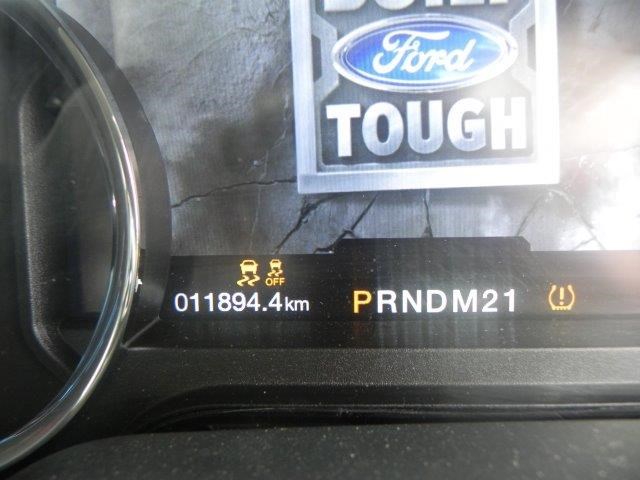 BUILT
Ford
TOUGH
OFF
011894.4km PRNDM21